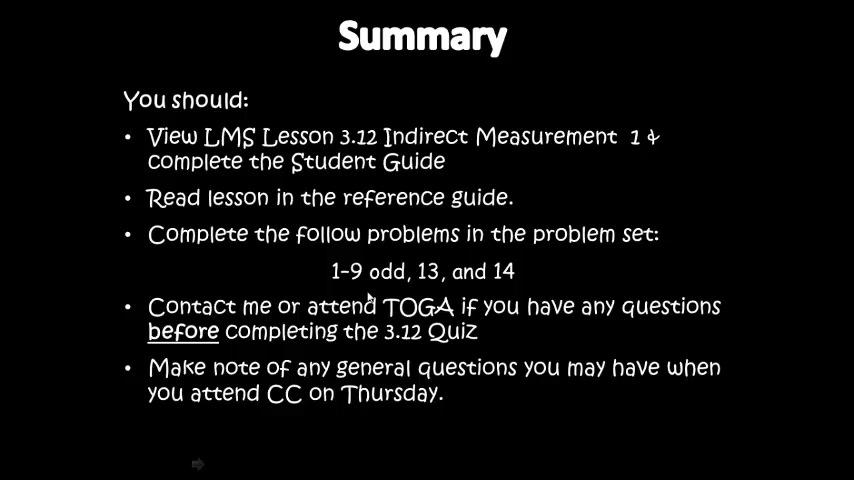 Summary
You should:
• View LMS Lesson 3.12 Indirect Measurement 1 &
complete the Student Guide
• Read lesson in the reference guide.
• Complete the follow problems in the problem set:
1-9 odd, 13, and 14
• Contact me or attend TOGA if you have any questions
before completing the 3.12 Quiz
• Make note of any general questions you may have when
you attend CC on Thursday.